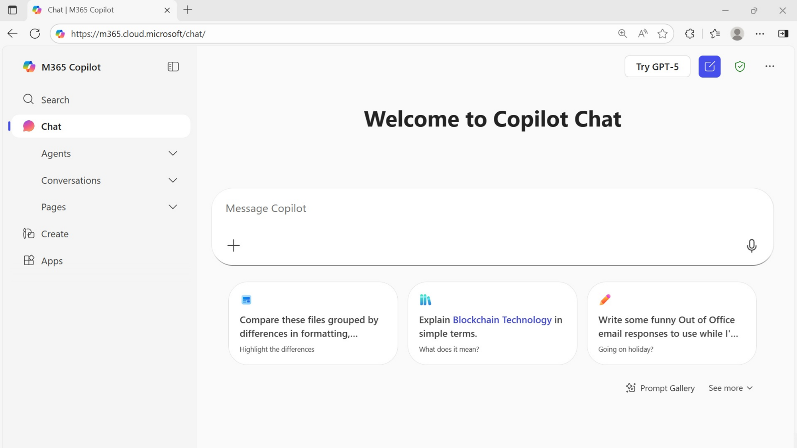 Chat | M365 Copilot
https://m365.cloud.microsoft/chat/
M365 Copilot
Try GPT-5
Search
Chat
Agents
Conversations
Pages
Create
Apps
Welcome to Copilot Chat
Message Copilot
Compare these files grouped by
differences in formatting,...
Highlight the differences
Explain Blockchain Technology in
simple terms.
What does it mean?
Write some funny Out of Office
email responses to use while I'...
Going on holiday?
Prompt Gallery
See more